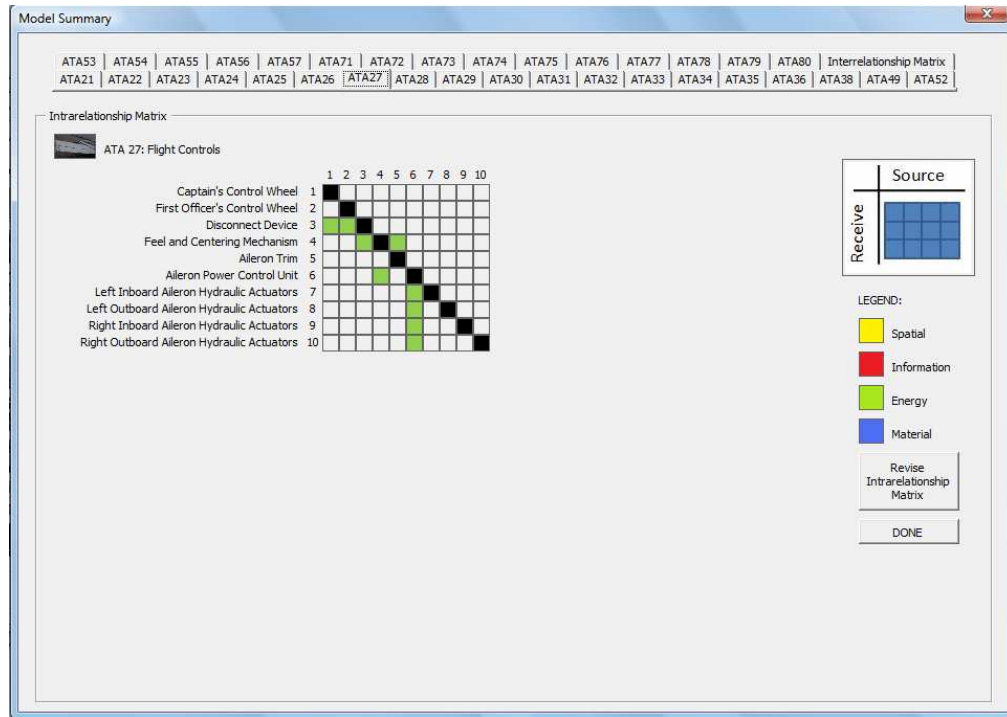 Model Summary
X
ATA53 ATA54 ATA55 ATA56 ATA57 ATA71 ATA72 ATA73 ATA74 ATA75 ATA76 ATA77 ATA78 ATA79 ATA80 Interrelationship Matrix
ATA21 ATA22 ATA23 ATA24 ATA25 ATA26 ATA27 ATA28 ATA29 ATA30 ATA31 ATA32 ATA33 ATA34 ATA35 ATA36 ATA38 ATA49 ATA52
Intrarelationship Matrix
ATA 27: Flight Controls
1 2 3 4 5 6 7 8 9 10
Captain's Control Wheel 1
First Officer's Control Wheel 2
Disconnect Device 3
Feel and Centering Mechanism 4
Aileron Trim 5
Aileron Power Control Unit 6
Left Inboard Aileron Hydraulic Actuators 7
Left Outboard Aileron Hydraulic Actuators 8
Right Inboard Aileron Hydraulic Actuators 9
Right Outboard Aileron Hydraulic Actuators 10
Source
Receive
LEGEND:
Spatial
Information
Energy
Material
Revise
Intrarelationship
Matrix
DONE